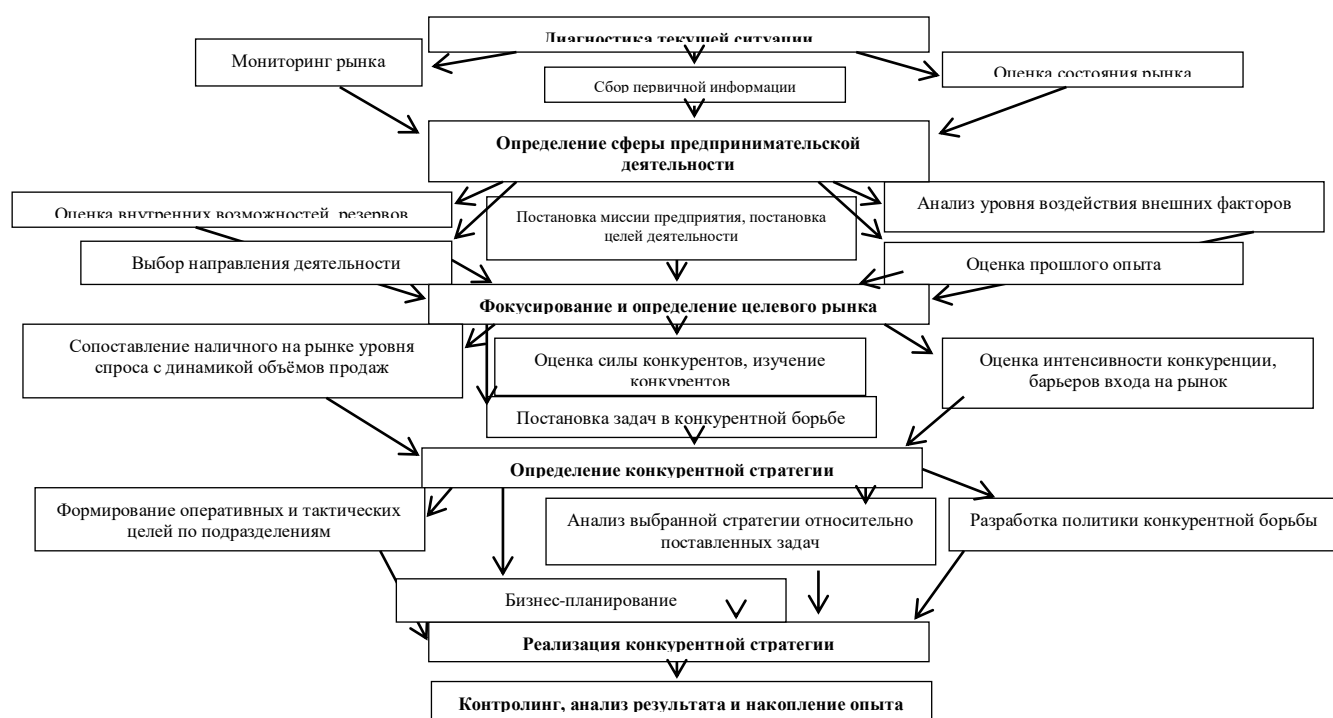 Диагностика текущей ситуации
Мониторинг рынка
Оценка состояния рынка
Сбор первичной информации
Определение сферы предпринимательской
деятельности
Оценка внутренних возможностей, резервов
Постановка миссии предприятия, постановка
целей деятельности
Анализ уровня воздействия внешних факторов
Выбор направления деятельности
Оценка прошлого опыта
Фокусирование и определение целевого рынка
Сопоставление наличного на рынке уровня
спроса с динамикой объёмов продаж
Оценка силы конкурентов, изучение
конкурентов
Оценка интенсивности конкуренции,
барьеров входа на рынок
Постановка задач в конкурентной борьбе
Определение конкурентной стратегии
Формирование оперативных и тактических
целей по подразделениям
Анализ выбранной стратегии относительно
поставленных задач
Разработка политики конкурентной борьбы
Бизнес-планирование
Реализация конкурентной стратегии
Контролинг, анализ результата и накопление опыта